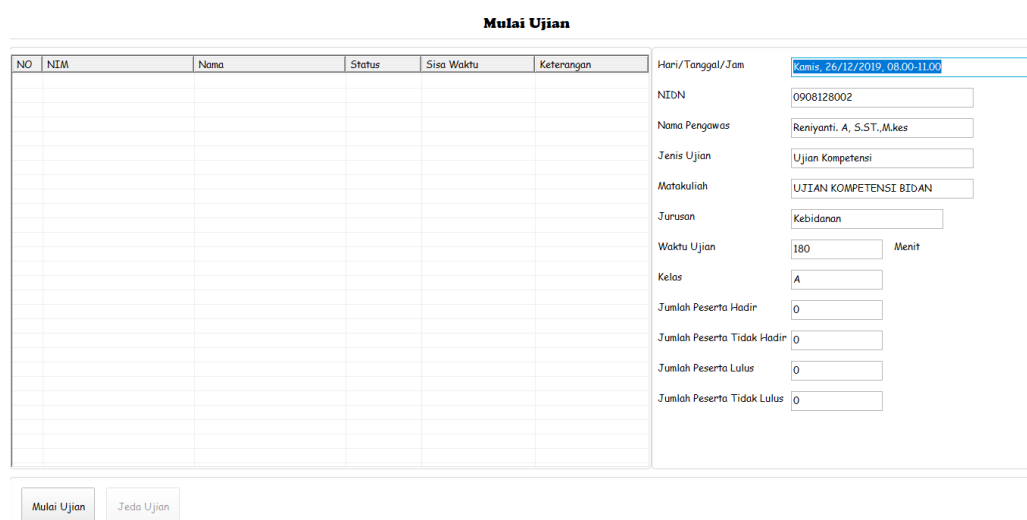 Mulai Ujian
NO NIM Nama Status Sisa Waktu Keterangan
Hari/Tanggal/Jam Kamis, 26/12/2019, 08.00-11.00
NIDN 0908128002
Nama Pengawas Reniyanti. A, S.ST.,M.kes
Jenis Ujian Ujian Kompetensi
Matakuliah UJIAN KOMPETENSI BIDAN
Jurusan Kebidanan
Waktu Ujian 180 Menit
Kelas A
Jumlah Peserta Hadir 0
Jumlah Peserta Tidak Hadir 0
Jumlah Peserta Lulus 0
Jumlah Peserta Tidak Lulus 0
Mulai Ujian Jeda Ujian